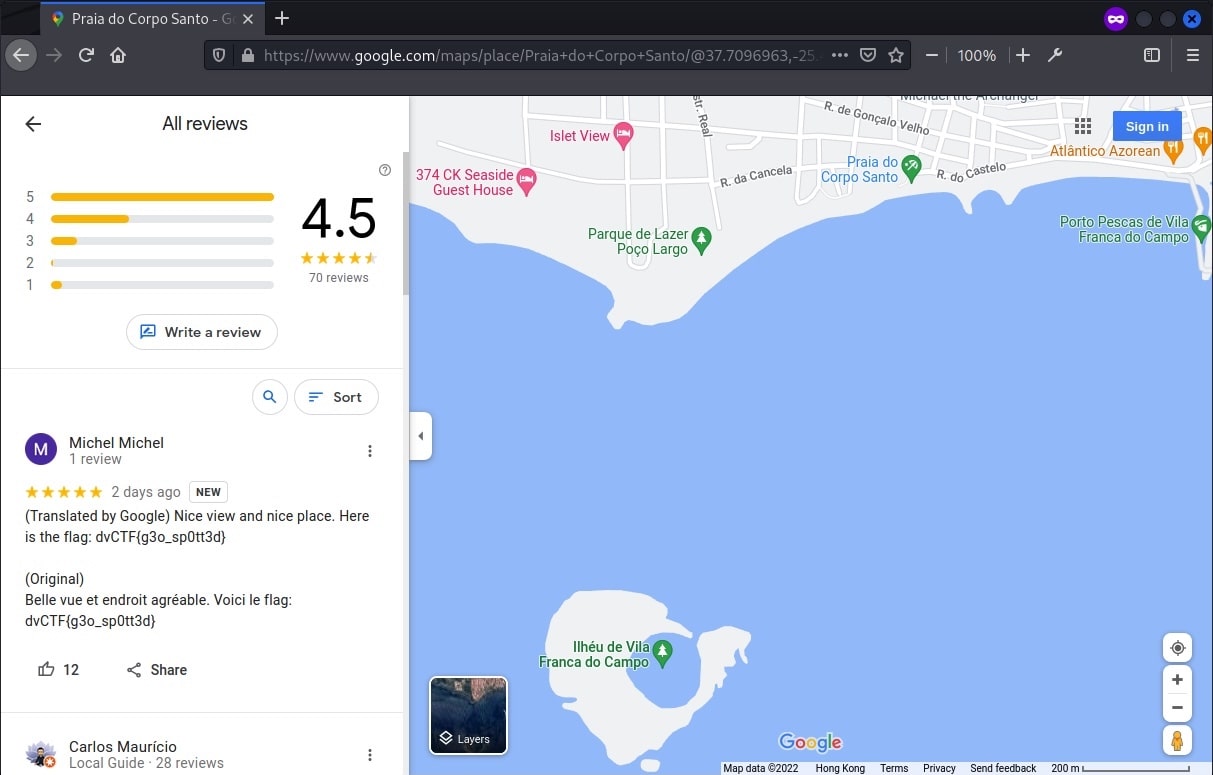 Praia do Corpo Santo - Go
https://www.google.com/maps/place/Praia+do+Corpo+Santo/@37.7096963,-25.
100%
All reviews
5
4
3
2
1
4.5
70 reviews
Write a review
Sort
M
Michel Michel
1 review
2 days ago NEW
(Translated by Google) Nice view and nice place. Here
is the flag: dvCTF{g3o_sp0tt3d}
(Original)
Belle vue et endroit agréable. Voici le flag:
dvCTF{g3o_sp0tt3d}
12
Share
Carlos Maurício
Local Guide · 28 reviews
Michael the Archangel
str. Real
R. de Gonçalo Velho
Sign in
Islet View
Atlântico Azorean
374 CK Seaside
Guest House
R. da Cancela
Praia do
Corpo Santo
R. do Castelo
Parque de Lazer
Poço Largo
Porto Pescas de Vila
Franca do Campo
Ilhéu de Vila
Franca do Campo
Layers
Google
Map data ©2022 Hong Kong Terms Privacy Send feedback 200 m